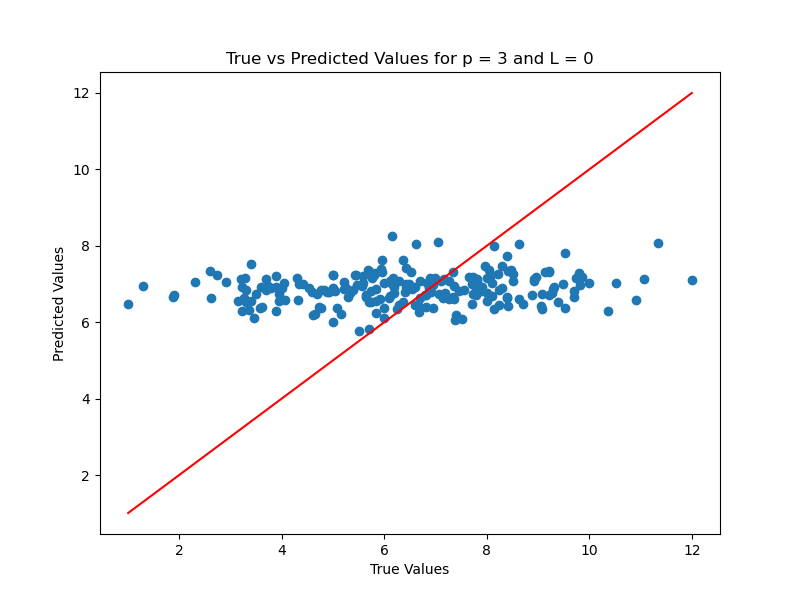 True vs Predicted Values for p = 3 and L = 0
12
10
8
6
4
2
Predicted Values
2 4 6 8 10 12
True Values